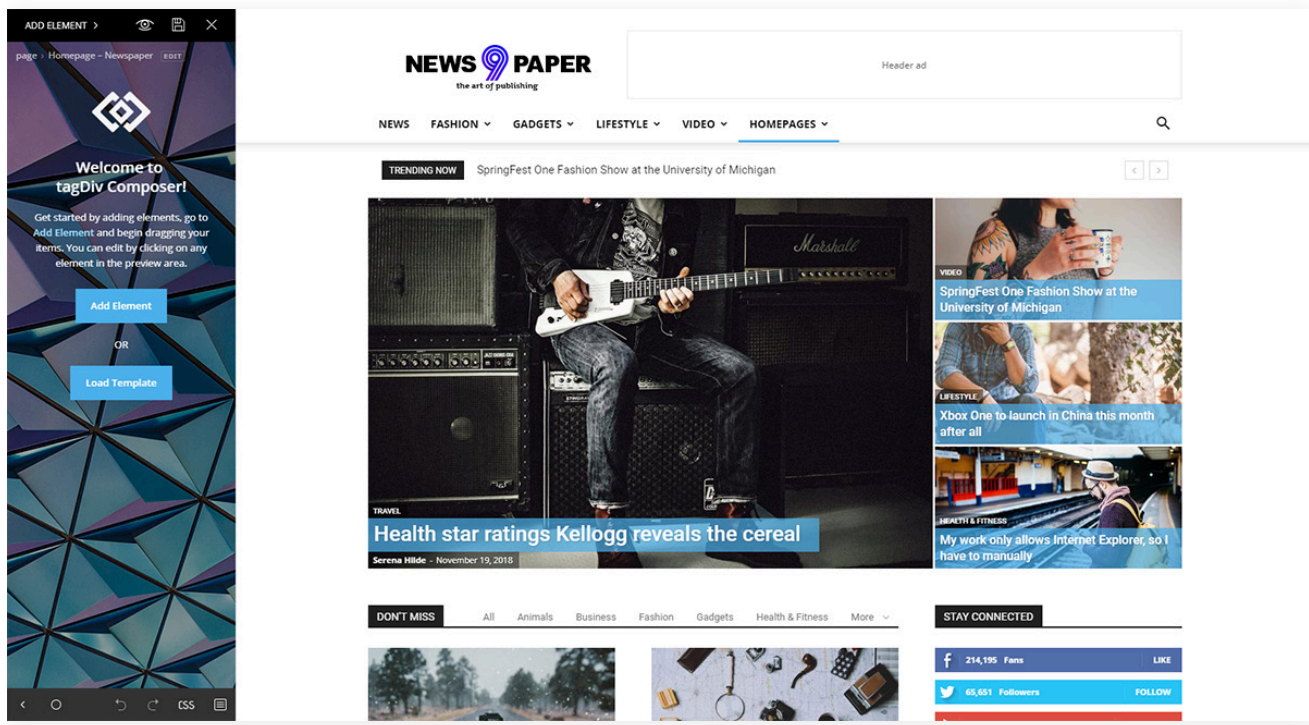 ADD ELEMENT >
page › Homepage – Newspaper EDIT
Welcome to
tagDiv Composer!
Get started by adding elements, go to
Add Element and begin dragging your
items. You can edit by clicking on any
element in the preview area.
Add Element
OR
Load Template
CSS
NEWS 9 PAPER
the art of publishing
Header ad
NEWS FASHION GADGETS LIFESTYLE VIDEO HOMEPAGES
TRENDING NOW SpringFest One Fashion Show at the University of Michigan
Marshall
TRAVEL
Health star ratings Kellogg reveals the cereal
Serena Hilde - November 19, 2018
VIDEO
SpringFest One Fashion Show at the
University of Michigan
LIFESTYLE
Xbox One to launch in China this month
after all
HEALTH & FITNESS
My work only allows Internet Explorer, so I
have to manually
DON'T MISS All Animals Business Fashion Gadgets Health & Fitness More
STAY CONNECTED
214,195 Fans LIKE
65,651 Followers FOLLOW